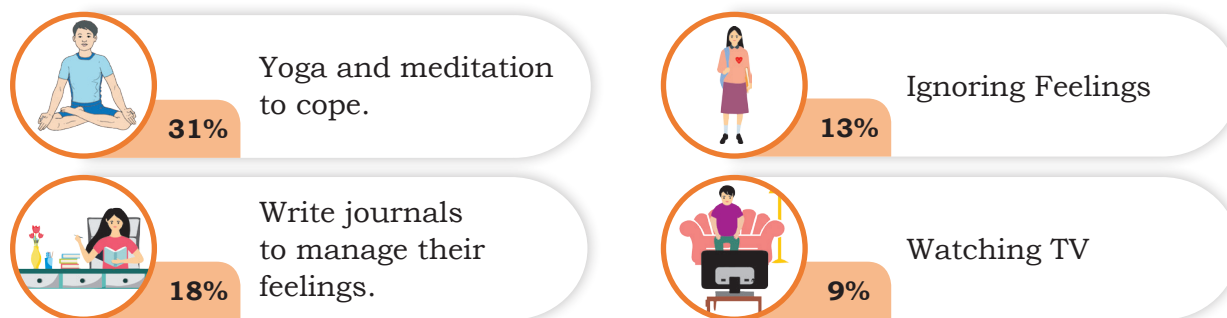 Yoga and meditation
to cope.
31%
Ignoring Feelings
13%
Write journals
to manage their
feelings.
18%
Watching TV
9%